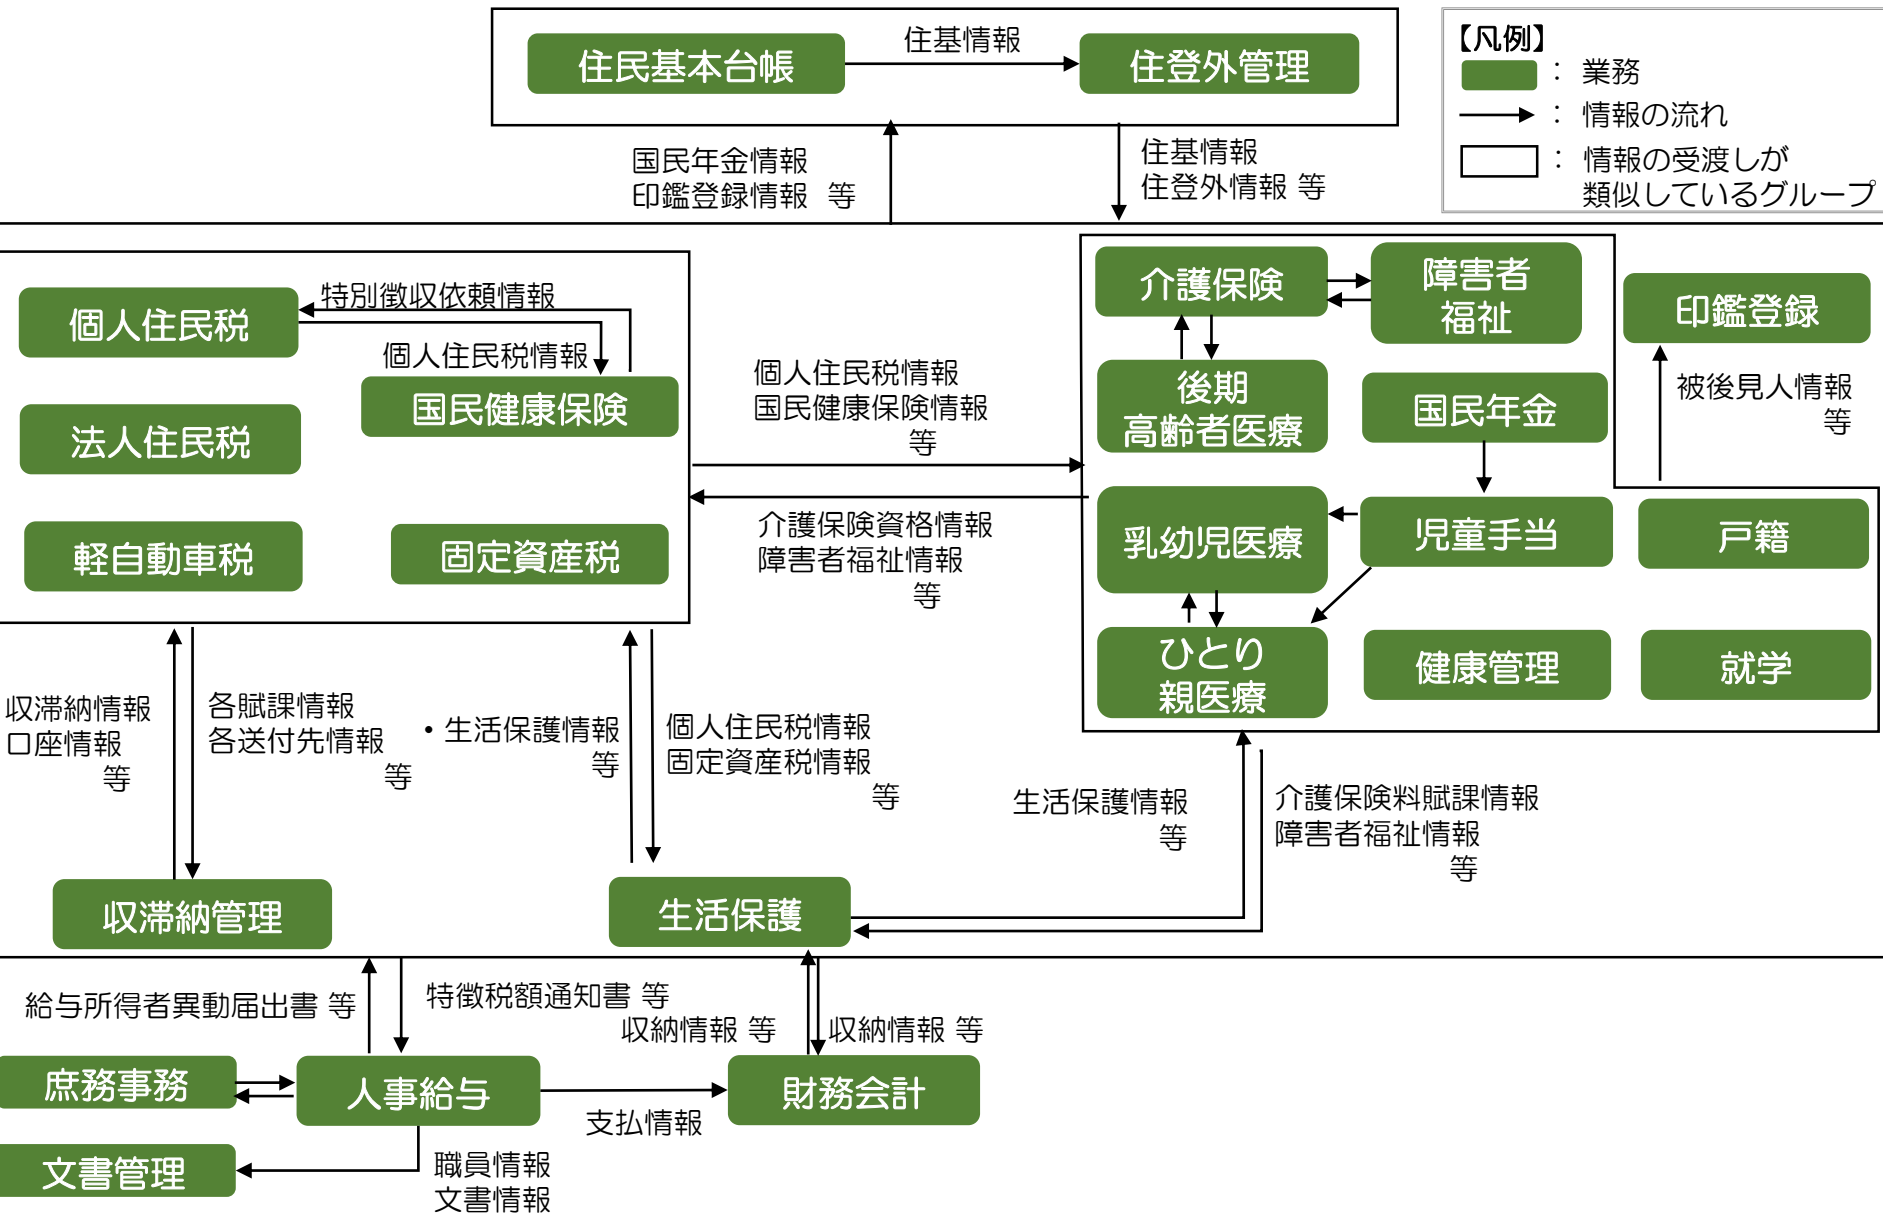 住民基本台帳
住基情報
住登外管理
【凡例】
： 業務
： 情報の流れ
： 情報の受渡しが
類似しているグループ
国民年金情報
印鑑登録情報 等
住基情報
住登外情報 等
個人住民税
特別徴収依頼情報
個人住民税情報
国民健康保険
法人住民税
軽自動車税
固定資産税
個人住民税情報
国民健康保険情報
等
介護保険資格情報
障害者福祉情報
等
介護保険
障害者
福祉
後期
高齢者医療
国民年金
乳幼児医療
児童手当
ひとり
親医療
健康管理
印鑑登録
被後見人情報
等
戸籍
就学
収滞納情報
口座情報
等
各賦課情報
各送付先情報
等
・生活保護情報
等
個人住民税情報
固定資産税情報
等
生活保護情報
等
介護保険料賦課情報
障害者福祉情報
等
収滞納管理
生活保護
給与所得者異動届出書 等
特徴税額通知書 等
収納情報 等
収納情報 等
庶務事務
人事給与
支払情報
財務会計
文書管理
職員情報
文書情報